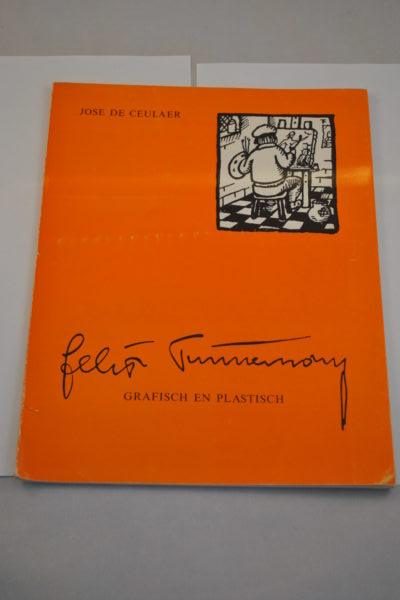 JOSE DE CEULAER
felix Timmermans
GRAFISCH EN PLASTISCH